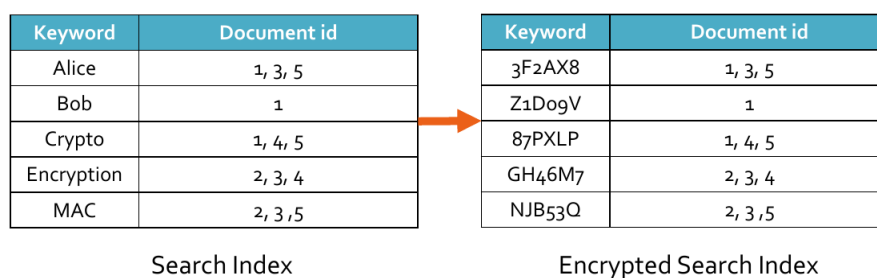 Keyword Document id
Alice 1, 3, 5
Bob 1
Crypto 1, 4, 5
Encryption 2, 3, 4
MAC 2, 3 ,5
Search Index
Keyword Document id
3F2AX8 1, 3, 5
Z1D09V 1
87PXLP 1, 4, 5
GH46M7 2, 3, 4
NJB53Q 2, 3 ,5
Encrypted Search Index